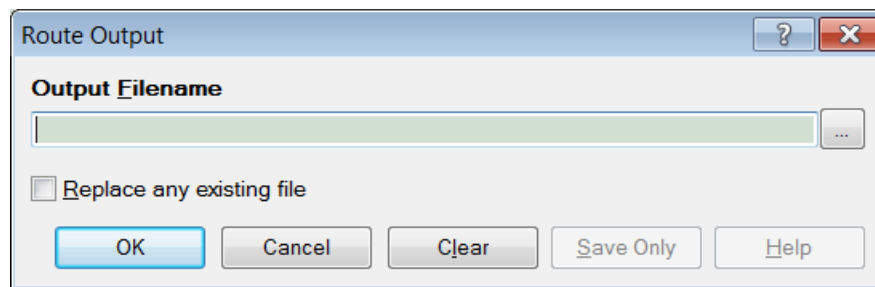 Route Output
?
Output Filename
...
Replace any existing file
OK Cancel Clear Save Only Help